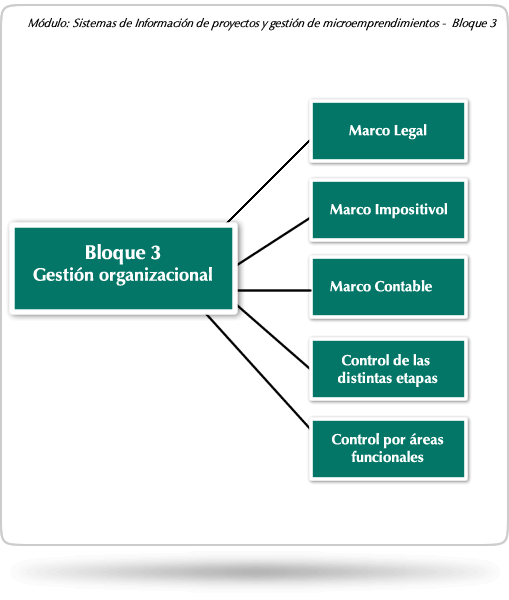 Módulo: Sistemas de Información de proyectos y gestión de microemprendimientos - Bloque 3
Marco Legal
Marco Impositivol
Bloque 3
Gestión organizacional
Marco Contable
Control de las
distintas etapas
Control por áreas
funcionales